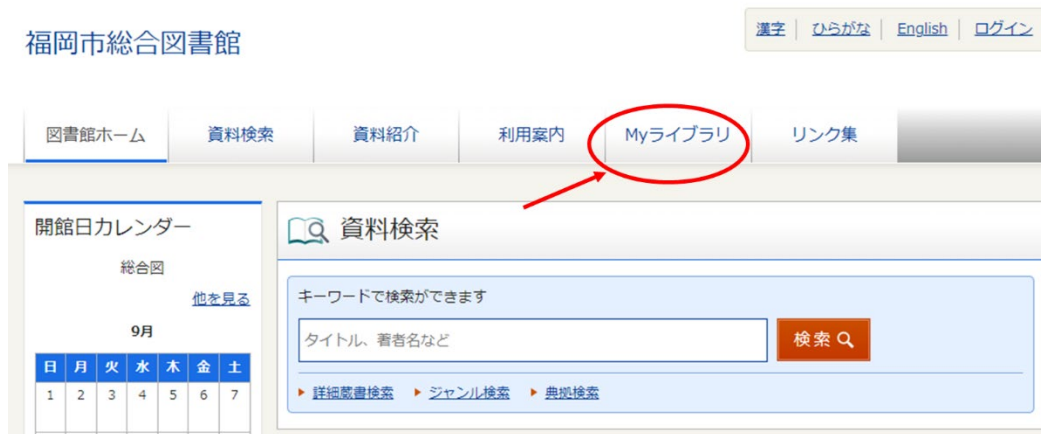 福岡市総合図書館
漢字 ひらがな English ログイン
図書館ホーム 資料検索 資料紹介 利用案内 Myライブラリ リンク集
開館日カレンダー
総合図
他を見る
9月
日 月 火 水 木 金 土
1 2 3 4 5 6 7
資料検索
キーワードで検索ができます
タイトル、著者名など 検索
詳細蔵書検索 ジャンル検索 典拠検索